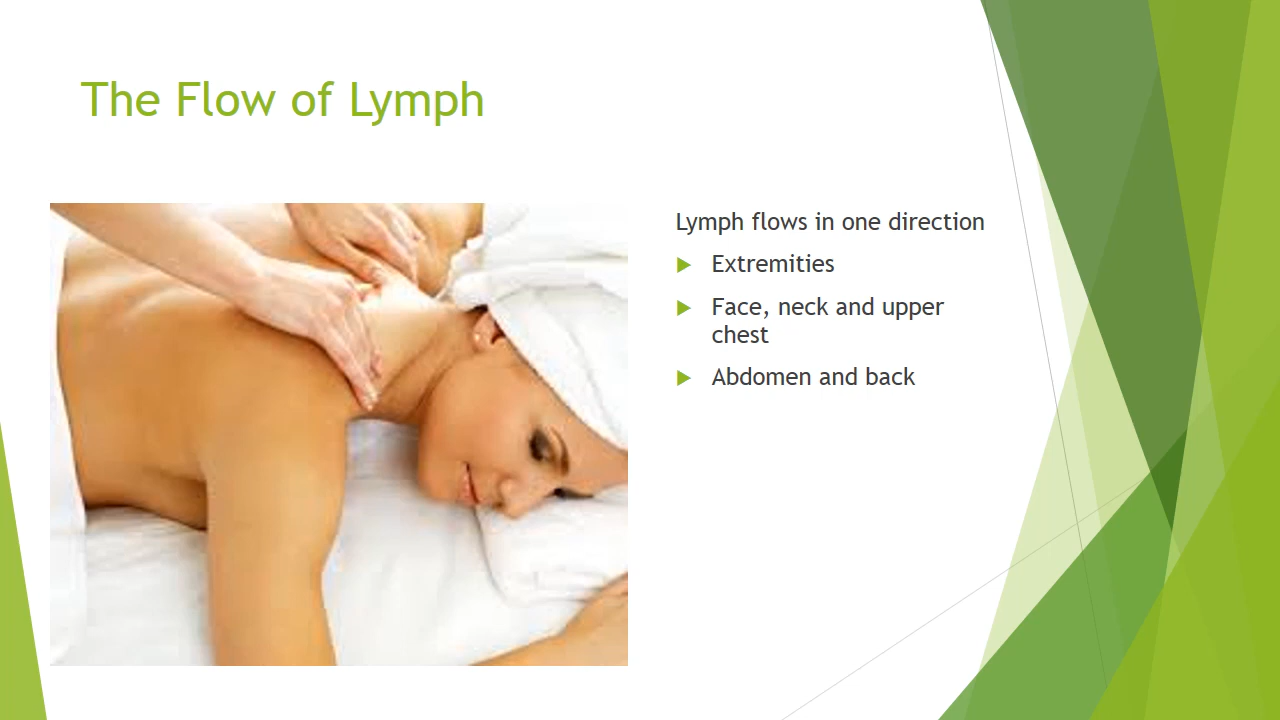 The Flow of Lymph
Lymph flows in one direction
Extremities
Face, neck and upper
chest
Abdomen and back